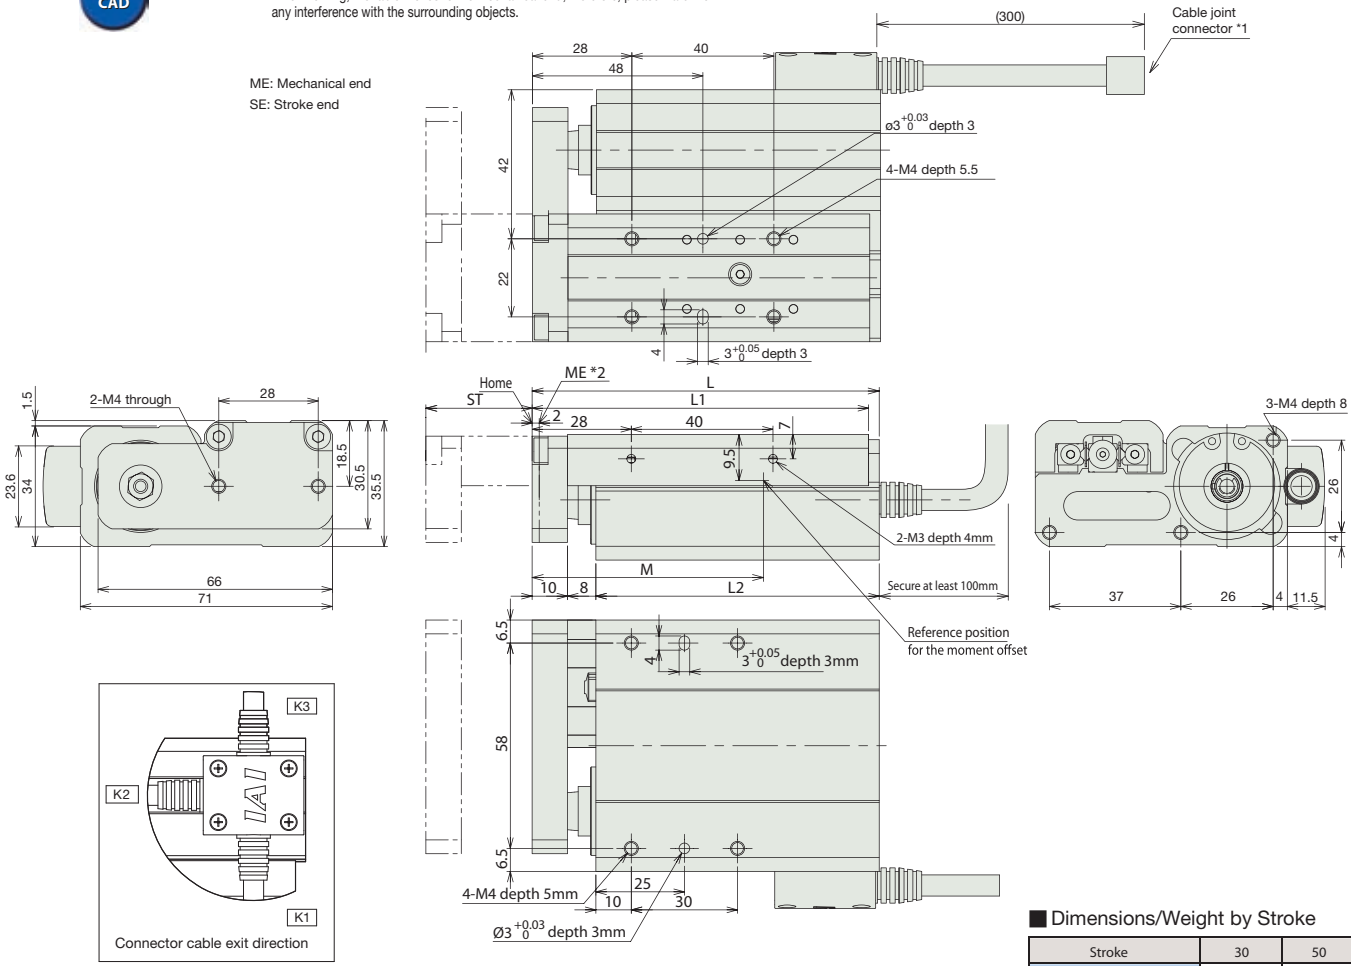 CAD
any interference with the surrounding objects.
ME: Mechanical end
SE: Stroke end
(300)
Cable joint
connector *1
28
40
48
42
22
ø3 +0.03 0 depth 3
4-M4 depth 5.5
4
3 +0.05 0 depth 3
1.5
2-M4 through
28
23.6
34
18.5
30.5
35.5
66
71
Home
ME *2
ST
L
L1
2
28
40
7
9.5
2-M3 depth 4mm
M
10
8
L2
Secure at least 100mm
Reference position
for the moment offset
3-M4 depth 8
26
4
37
26
4
11.5
6.5
4
3 +0.05 0 depth 3mm
58
6.5
4-M4 depth 5mm
25
10
30
Ø3 +0.03 0 depth 3mm
K3
K2
IAI
K1
Connector cable exit direction
■ Dimensions/Weight by Stroke
Stroke
30
50